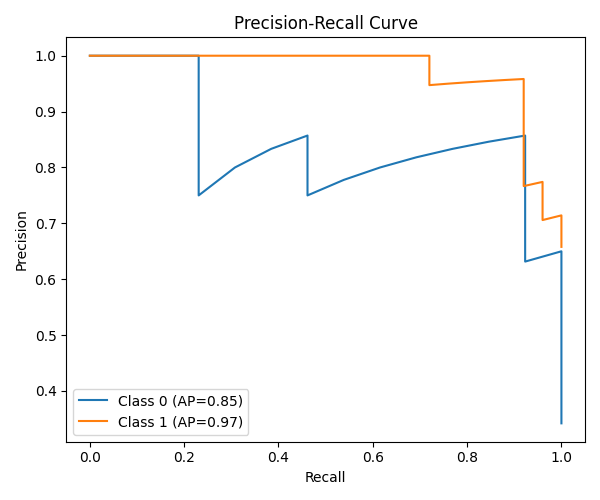 Precision-Recall Curve
1.0
0.9
0.8
0.7
0.6
0.5
0.4
Precision
Class 0 (AP=0.85)
Class 1 (AP=0.97)
0.0 0.2 0.4 0.6 0.8 1.0
Recall